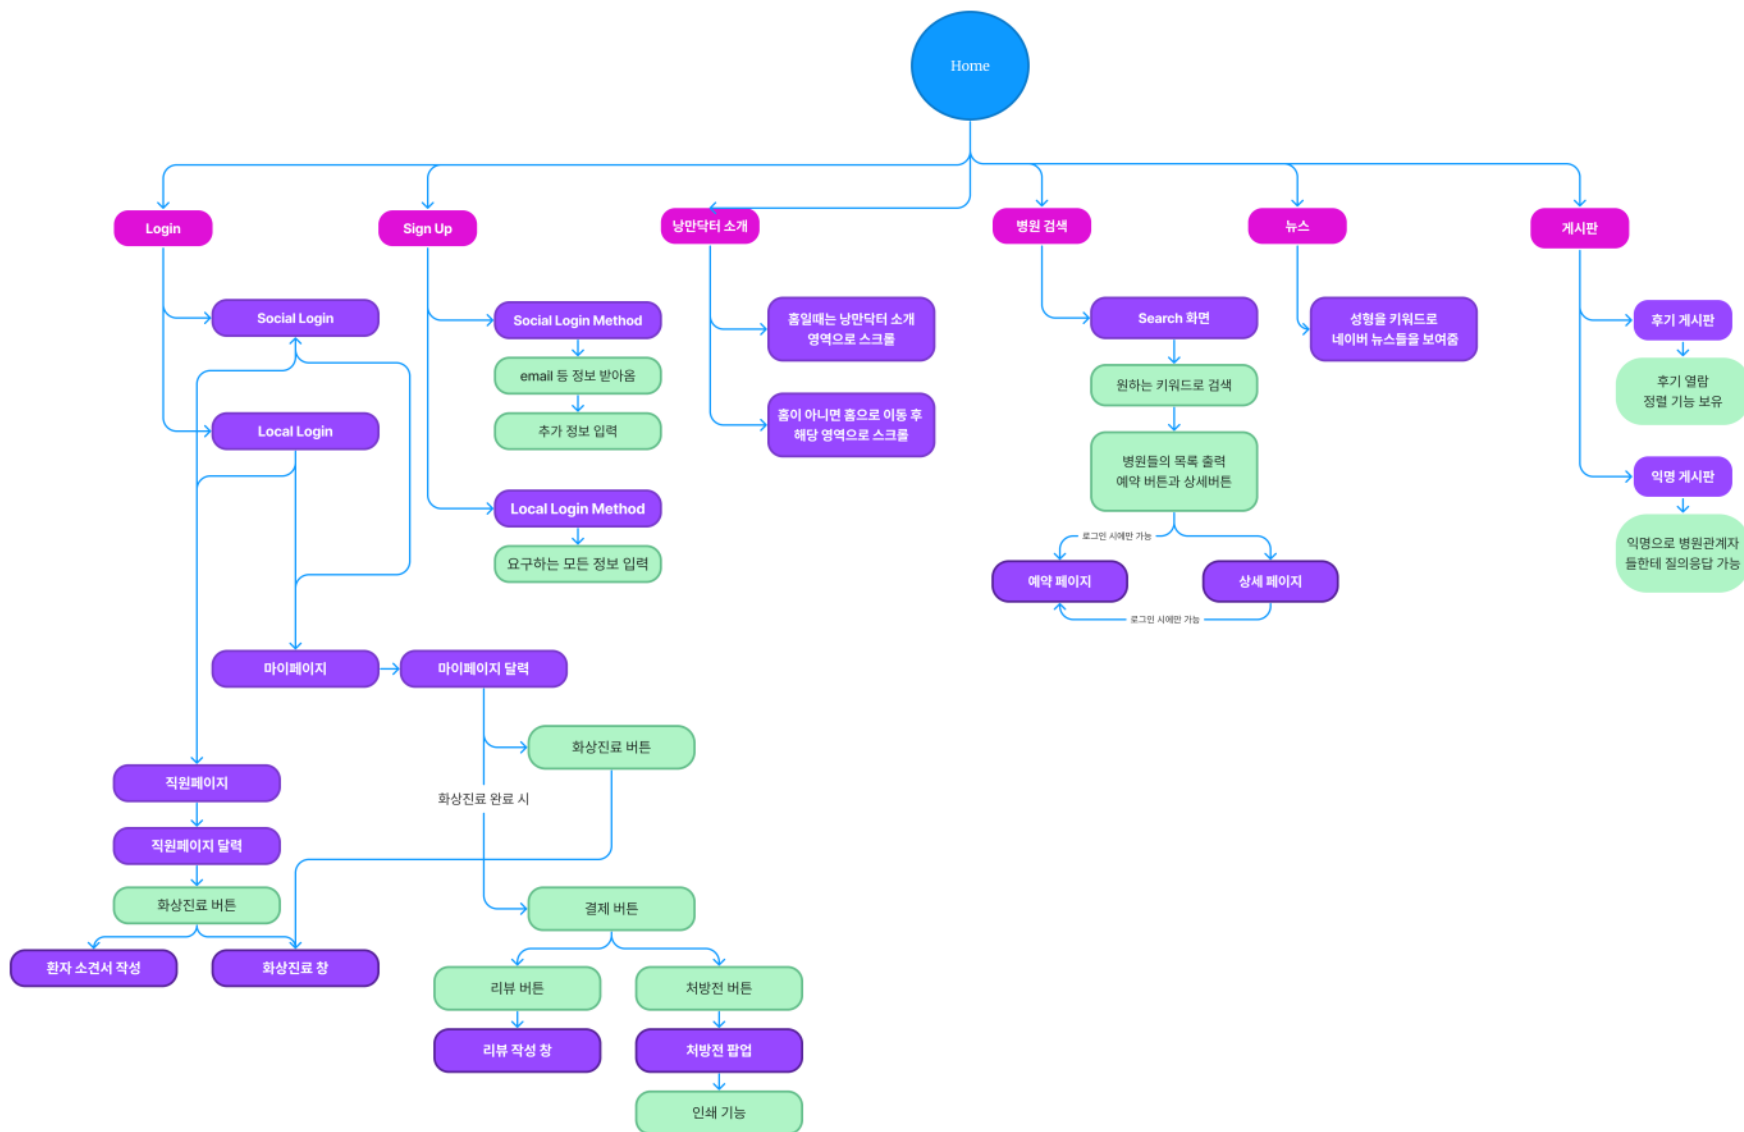 Home
Login
Sign Up
낭만닥터 소개
병원 검색
뉴스
게시판
Social Login
Local Login
Social Login Method
email 등 정보 받아옴
추가 정보 입력
Local Login Method
요구하는 모든 정보 입력
홈일때는 낭만닥터 소개
영역으로 스크롤
홈이 아니면 홈으로 이동 후
해당 영역으로 스크롤
Search 화면
원하는 키워드로 검색
병원들의 목록 출력
예약 버튼과 상세버튼
로그인 시에만 가능
예약 페이지
상세 페이지
로그인 시에만 가능
성형을 키워드로
네이버 뉴스들을 보여줌
후기 게시판
후기 열람
정렬 기능 보유
익명 게시판
익명으로 병원관계자
들한테 질의응답 가능
마이페이지
마이페이지 달력
화상진료 버튼
화상진료 완료 시
직원페이지
직원페이지 달력
화상진료 버튼
환자 소견서 작성
화상진료 창
결제 버튼
리뷰 버튼
처방전 버튼
리뷰 작성 창
처방전 팝업
인쇄 기능